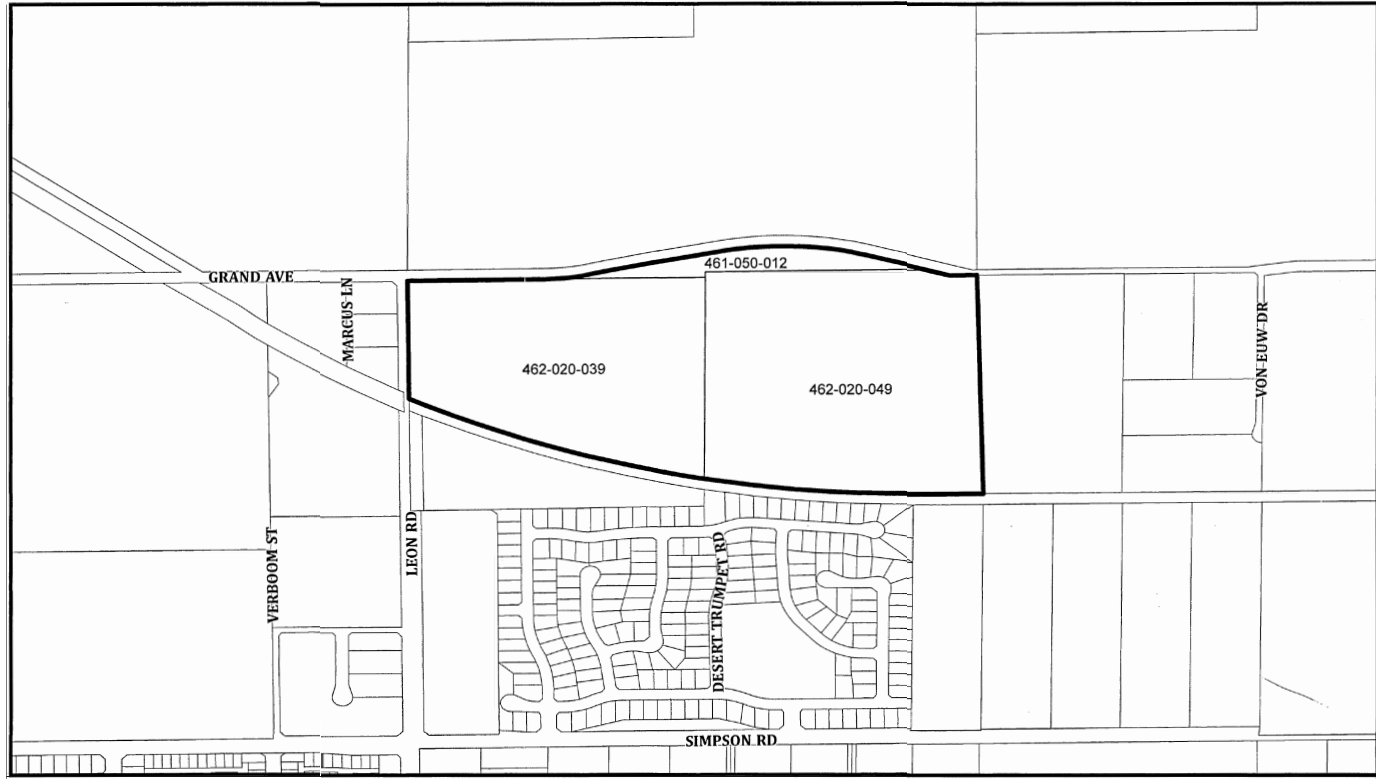 461-050-012
GRAND AVE
MARCUS LN
VON EUW DR
462-020-039
462-020-049
LEON RD
VERBOOM ST
DESERT TRUMPET RD
SIMPSON RD